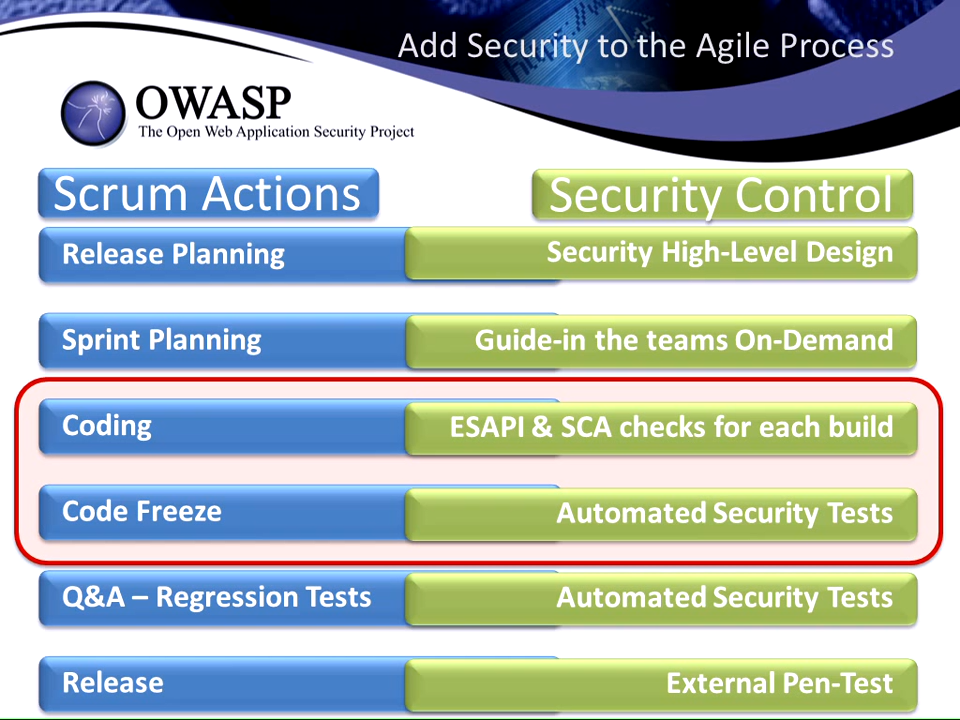 Add Security to the Agile Process
OWASP
The Open Web Application Security Project
Scrum Actions Security Control
Release Planning Security High-Level Design
Sprint Planning Guide-in the teams On-Demand
Coding ESAPI & SCA checks for each build
Code Freeze Automated Security Tests
Q&A – Regression Tests Automated Security Tests
Release External Pen-Test